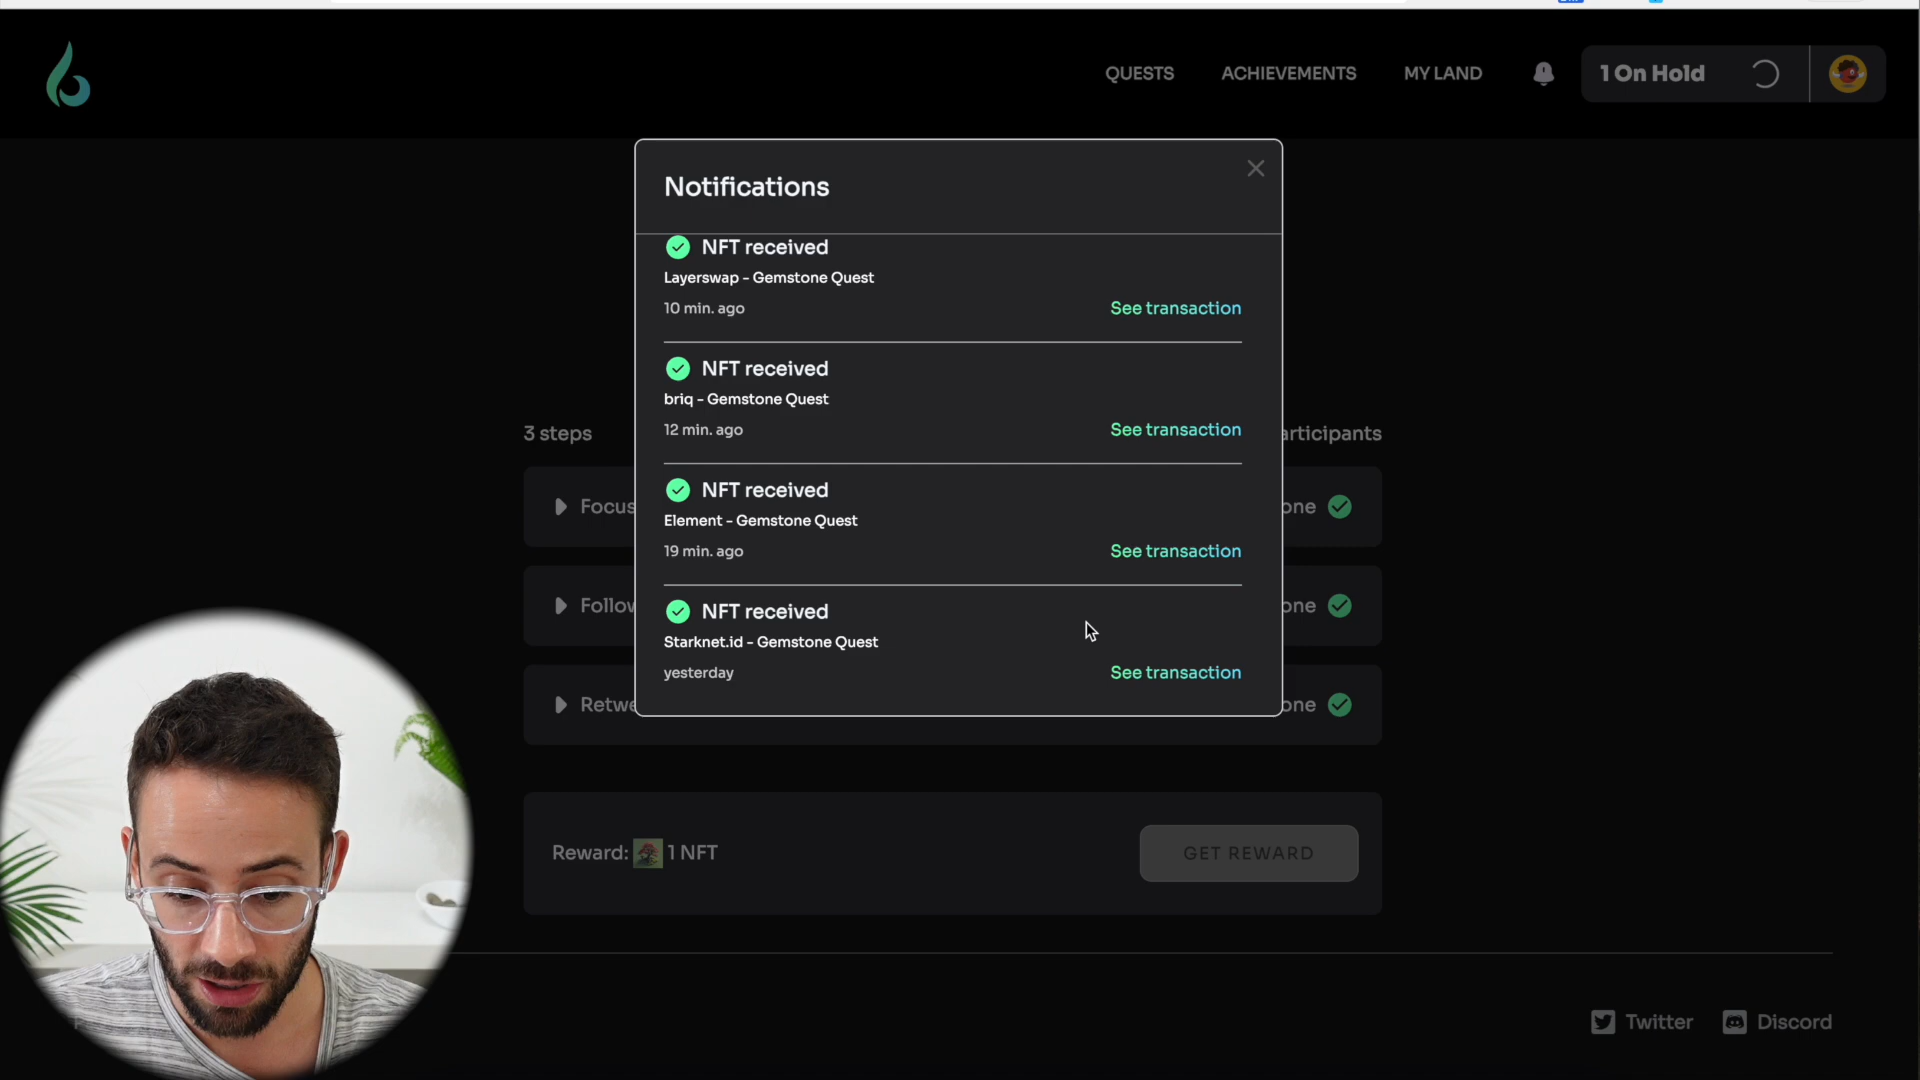 QUESTS ACHIEVEMENTS MY LAND 1 On Hold
Notifications
NFT received
Layerswap - Gemstone Quest
10 min. ago See transaction
NFT received
briq - Gemstone Quest
12 min. ago See transaction
NFT received
Element - Gemstone Quest
19 min. ago See transaction
NFT received
Starknet.id - Gemstone Quest
yesterday See transaction
3 steps articipants
Focus one
Follow one
Retwe one
Reward: 1 NFT GET REWARD
Twitter Discord